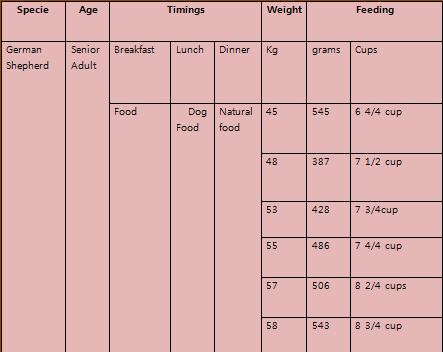 Specie Age Timings Weight Feeding
German Senior Breakfast Lunch Dinner Kg grams Cups
Shepherd Adult
Food Dog Natural 45 545 6 4/4 cup
Food food
48 387 7 1/2 cup
53 428 7 3/4cup
55 486 7 4/4 cup
57 506 8 2/4 cups
58 543 8 3/4 cup